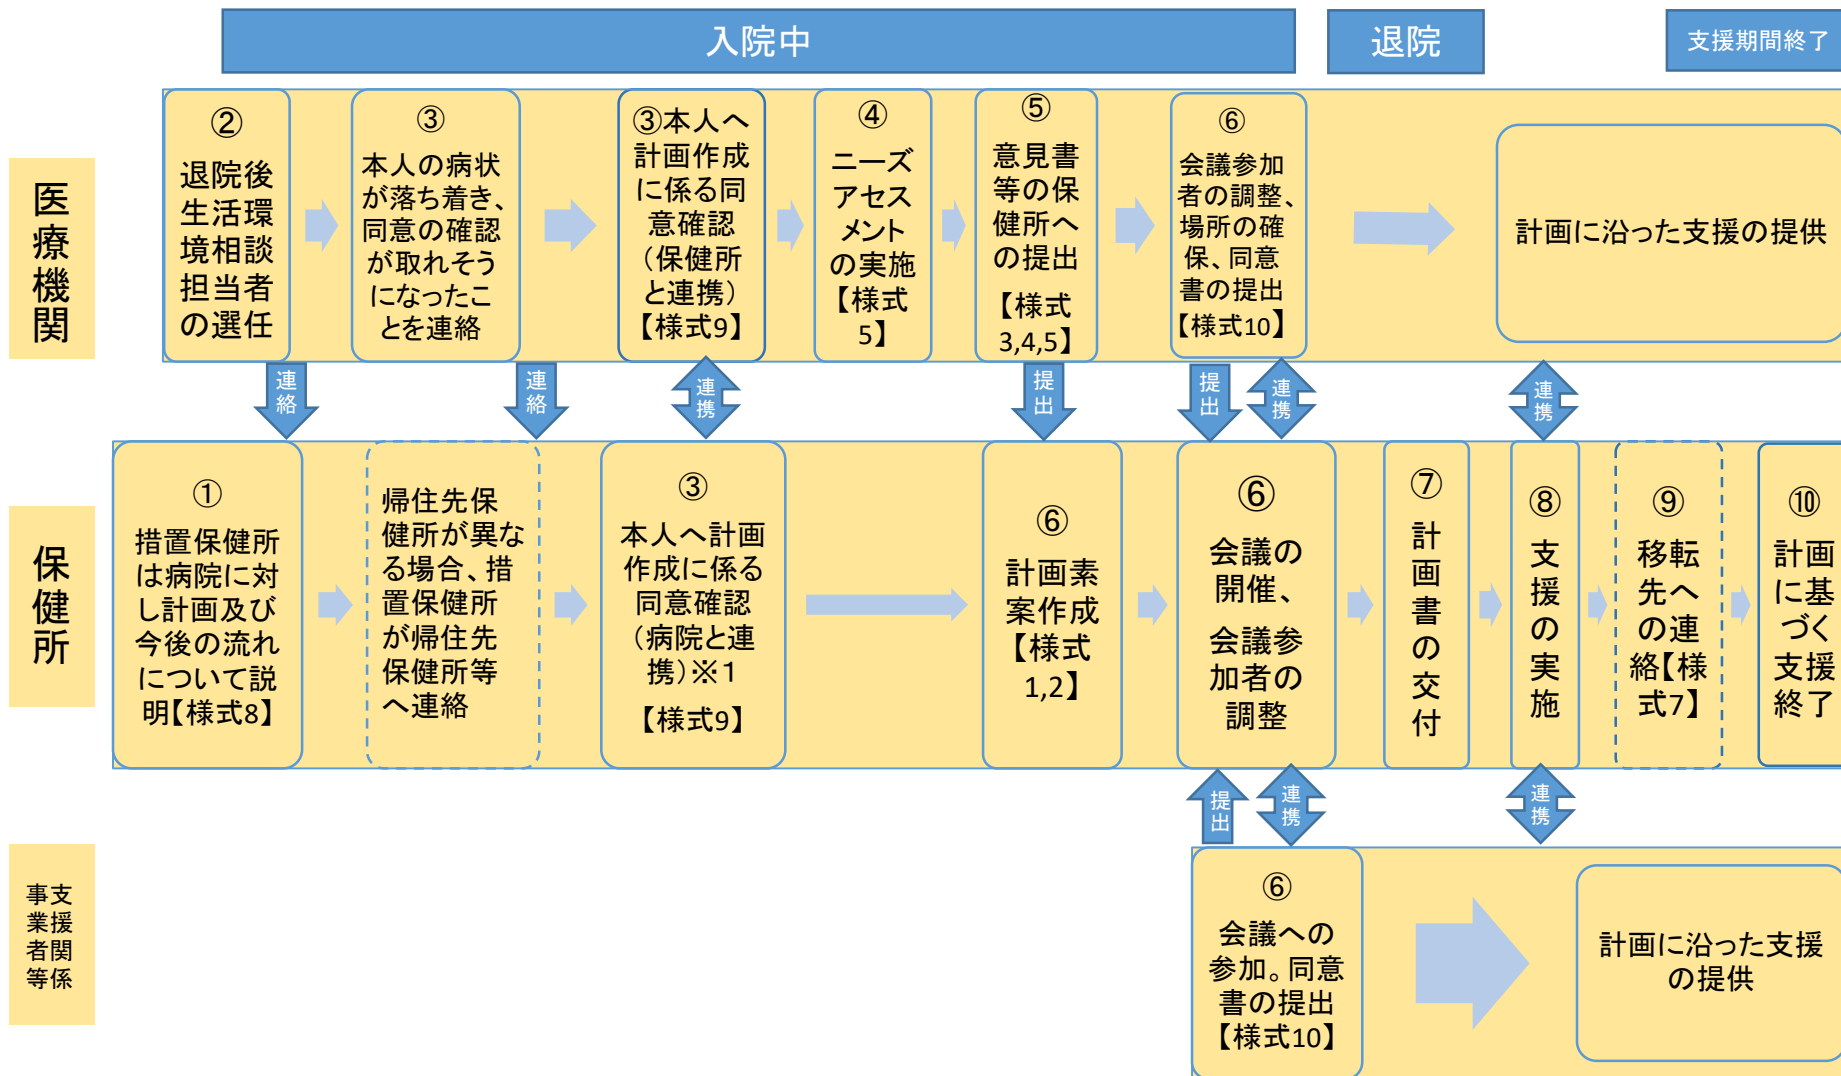 入院中
退院
支援期間終了
医療機関
②
退院後
生活環
境相談
担当者
の選任
③
本人の病状
が落ち着き、
同意の確認
が取れそう
になったこ
とを連絡
③本人へ
計画作成
に係る同
意確認
（保健所
と連携）
【様式9】
④
ニーズ
アセス
メント
の実施
【様式
5】
⑤
意見書
等の保
健所へ
の提出
【様式
3,4,5】
⑥
会議参加
者の調整、
場所の確
保、同意
書の提出
【様式10】
計画に沿った支援の提供
連絡
連絡
連携
提出
提出
連携
連携
保健所
①
措置保健所
は病院に対
し計画及び
今後の流れ
について説
明【様式8】
帰住先保
健所が異な
る場合、措
置保健所
が帰住先
保健所等
へ連絡
③
本人へ計画
作成に係る
同意確認
（病院と連
携）※１
【様式9】
⑥
計画素
案作成
【様式
1,2】
⑥
会議の
開催、
会議参
加者の
調整
⑦
計画書の交付
⑧
支援の実施
⑨
移転
先へ
の連
絡【様
式7】
⑩
計画
に基
づく
支援
終了
提出
連携
連携
支援関係
事業者等
⑥
会議への
参加。同意
書の提出
【様式10】
計画に沿った支援
の提供